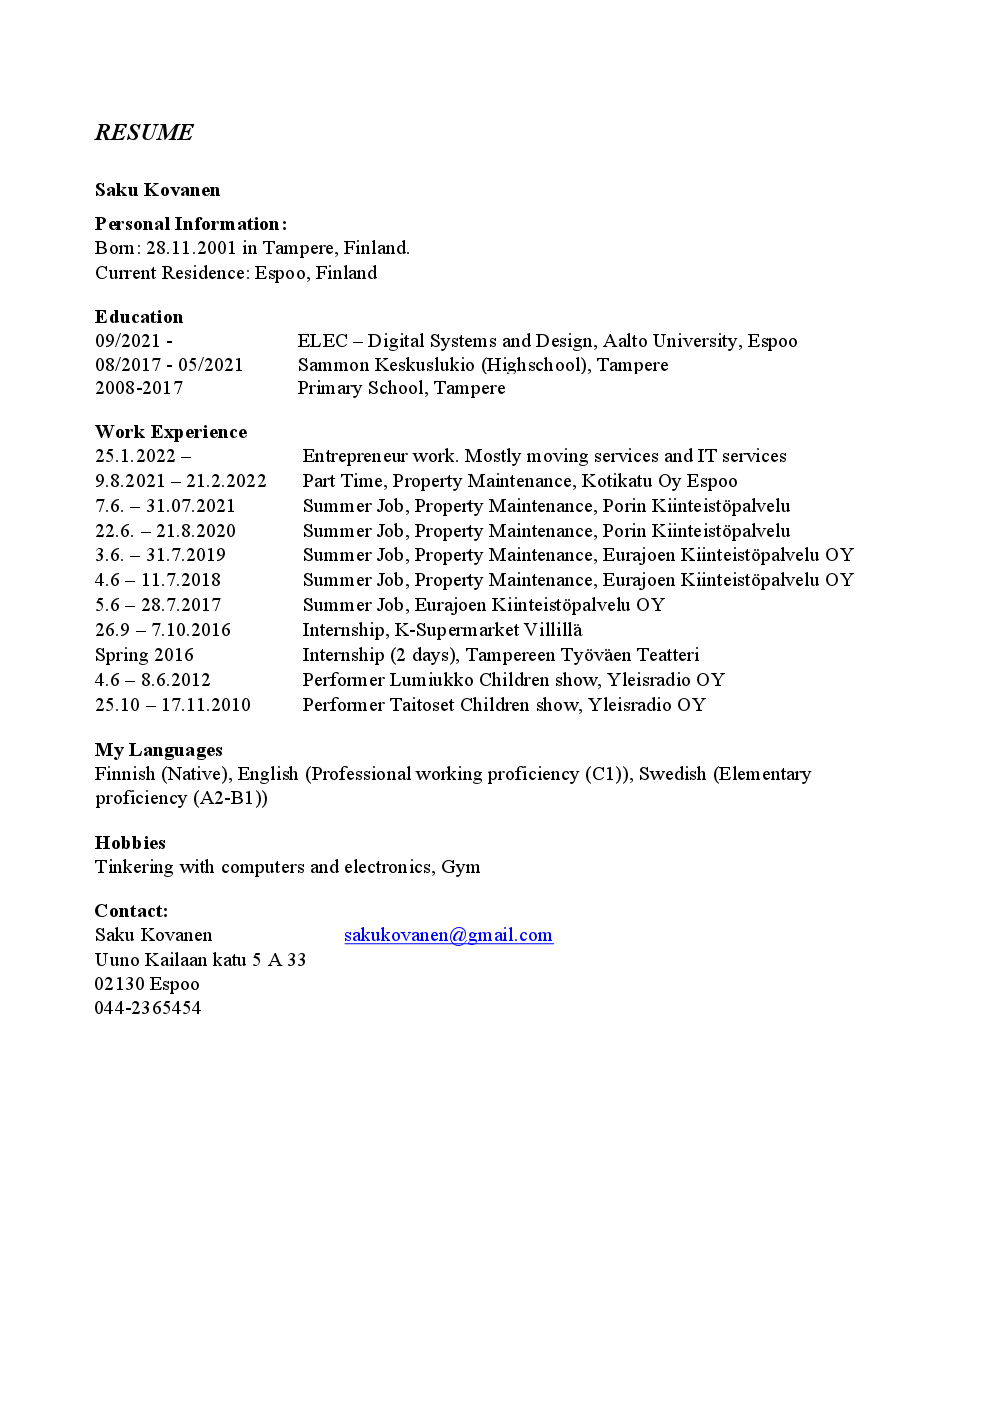 RESUME
Saku Kovanen
Personal Information:
Born: 28.11.2001 in Tampere, Finland.
Current Residence: Espoo, Finland
Education
09/2021 - ELEC – Digital Systems and Design, Aalto University, Espoo
08/2017 - 05/2021 Sammon Keskuslukio (Highschool), Tampere
2008-2017 Primary School, Tampere
Work Experience
25.1.2022 – Entrepreneur work. Mostly moving services and IT services
9.8.2021 – 21.2.2022 Part Time, Property Maintenance, Kotikatu Oy Espoo
7.6. – 31.07.2021 Summer Job, Property Maintenance, Porin Kiinteistöpalvelu
22.6. – 21.8.2020 Summer Job, Property Maintenance, Porin Kiinteistöpalvelu
3.6. – 31.7.2019 Summer Job, Property Maintenance, Eurajoen Kiinteistöpalvelu OY
4.6 – 11.7.2018 Summer Job, Property Maintenance, Eurajoen Kiinteistöpalvelu OY
5.6 – 28.7.2017 Summer Job, Eurajoen Kiinteistöpalvelu OY
26.9 – 7.10.2016 Internship, K-Supermarket Villillä
Spring 2016 Internship (2 days), Tampereen Työväen Teatteri
4.6 – 8.6.2012 Performer Lumiukko Children show, Yleisradio OY
25.10 – 17.11.2010 Performer Taitoset Children show, Yleisradio OY
My Languages
Finnish (Native), English (Professional working proficiency (C1)), Swedish (Elementary
proficiency (A2-B1))
Hobbies
Tinkering with computers and electronics, Gym
Contact:
Saku Kovanen sakukovanen@gmail.com
Uuno Kailaan katu 5 A 33
02130 Espoo
044-2365454